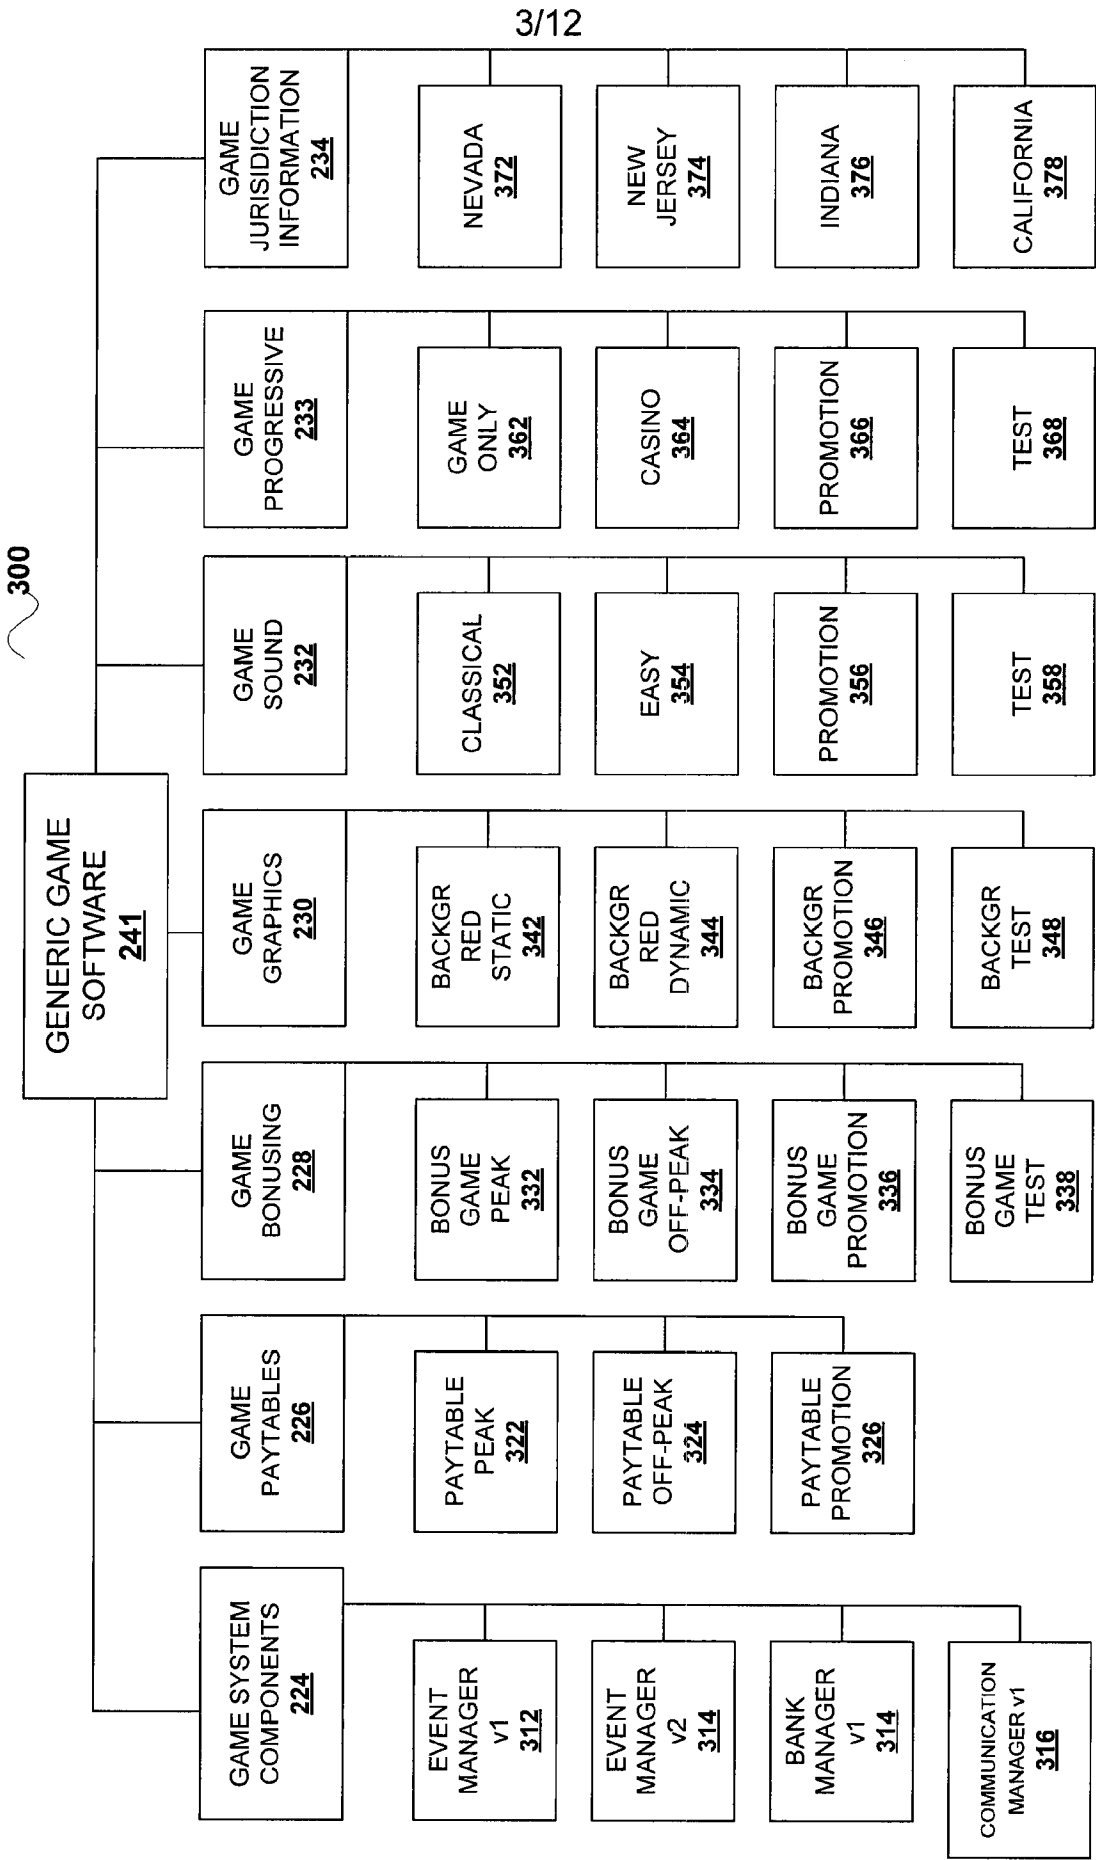 3/12
300
GENERIC GAME
SOFTWARE
241
GAME SYSTEM
COMPONENTS
224
EVENT
MANAGER
v1
312
EVENT
MANAGER
v2
314
BANK
MANAGER
v1
314
COMMUNICATION
MANAGER v1
316
GAME
PAYTABLES
226
PAYTABLE
PEAK
322
PAYTABLE
OFF-PEAK
324
PAYTABLE
PROMOTION
326
GAME
BONUSING
228
BONUS
GAME
PEAK
332
BONUS
GAME
OFF-PEAK
334
BONUS
GAME
PROMOTION
336
BONUS
GAME
TEST
338
GAME
GRAPHICS
230
BACKGR
RED
STATIC
342
BACKGR
RED
DYNAMIC
344
BACKGR
PROMOTION
346
BACKGR
TEST
348
GAME
SOUND
232
CLASSICAL
352
EASY
354
PROMOTION
356
TEST
358
GAME
PROGRESSIVE
233
GAME
ONLY
362
CASINO
364
PROMOTION
366
TEST
368
GAME
JURISIDICTION
INFORMATION
234
NEVADA
372
NEW
JERSEY
374
INDIANA
376
CALIFORNIA
378